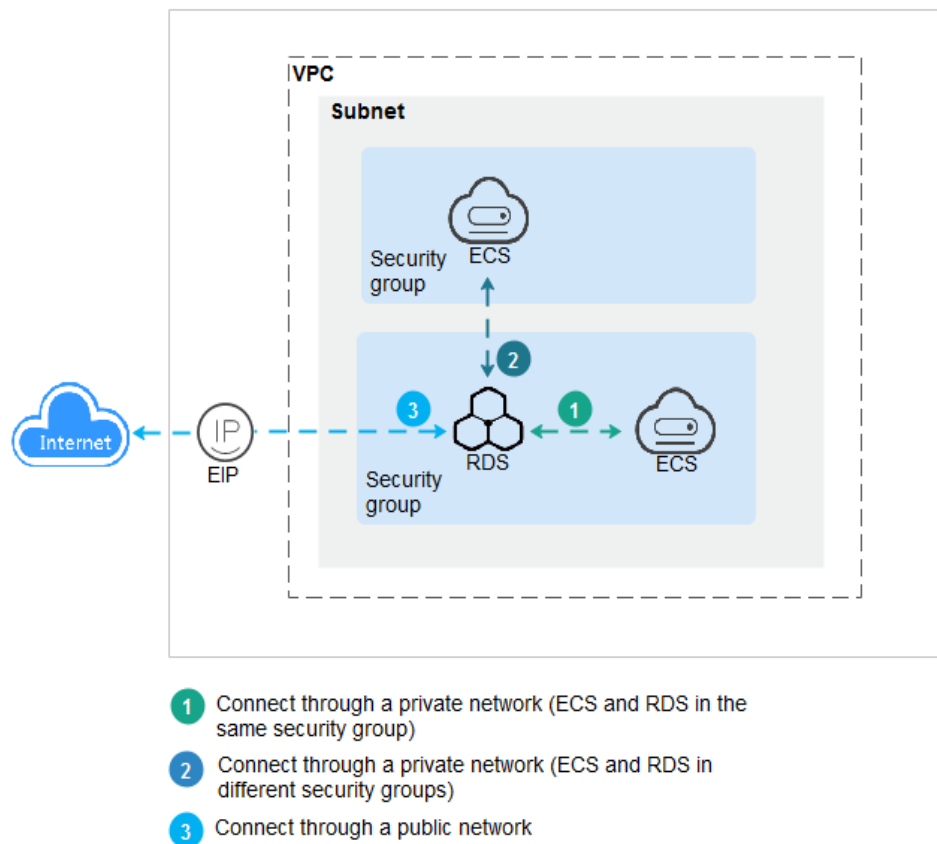 VPC
Subnet
ECS
Security
group
2
3
1
Internet
IP
EIP
RDS
ECS
Security
group
1 Connect through a private network (ECS and RDS in the
same security group)
2 Connect through a private network (ECS and RDS in
different security groups)
3 Connect through a public network